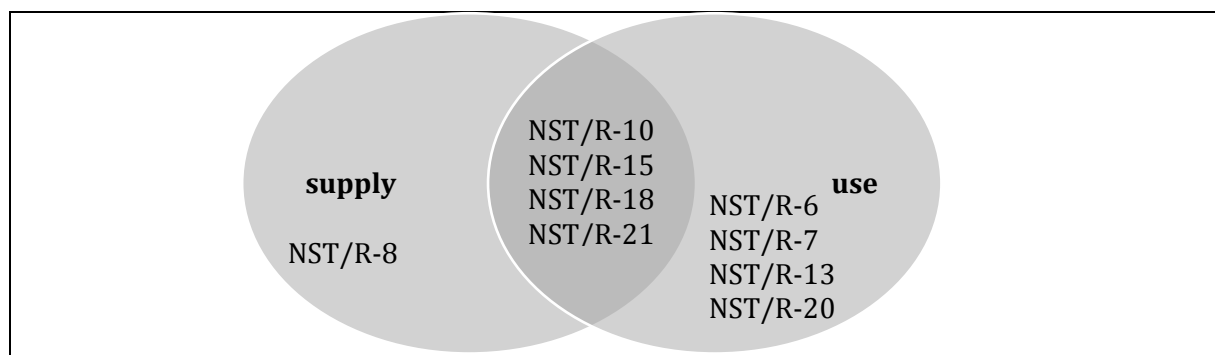 supply
NST/R-8
NST/R-10
NST/R-15
NST/R-18
NST/R-21
use
NST/R-6
NST/R-7
NST/R-13
NST/R-20